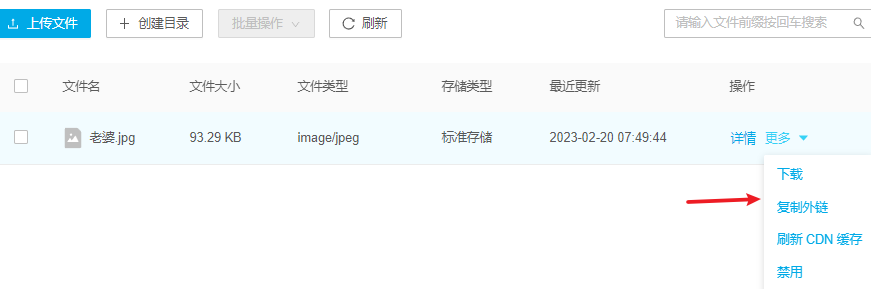 上传文件 创建目录 批量操作 刷新 请输入文件前缀按回车搜索
文件名 文件大小 文件类型 存储类型 最近更新 操作
老婆.jpg 93.29 KB image/jpeg 标准存储 2023-02-20 07:49:44 详情 更多
下载
复制外链
刷新 CDN 缓存
禁用